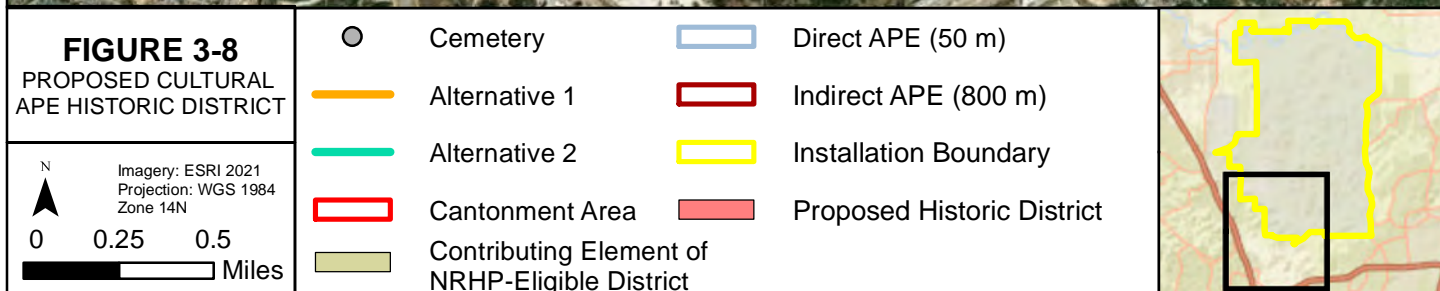 FIGURE 3-8
PROPOSED CULTURAL
APE HISTORIC DISTRICT
N
Imagery: ESRI 2021
Projection: WGS 1984
Zone 14N
0 0.25 0.5
Miles
Cemetery
Alternative 1
Alternative 2
Cantonment Area
Contributing Element of
NRHP-Eligible District
Direct APE (50 m)
Indirect APE (800 m)
Installation Boundary
Proposed Historic District